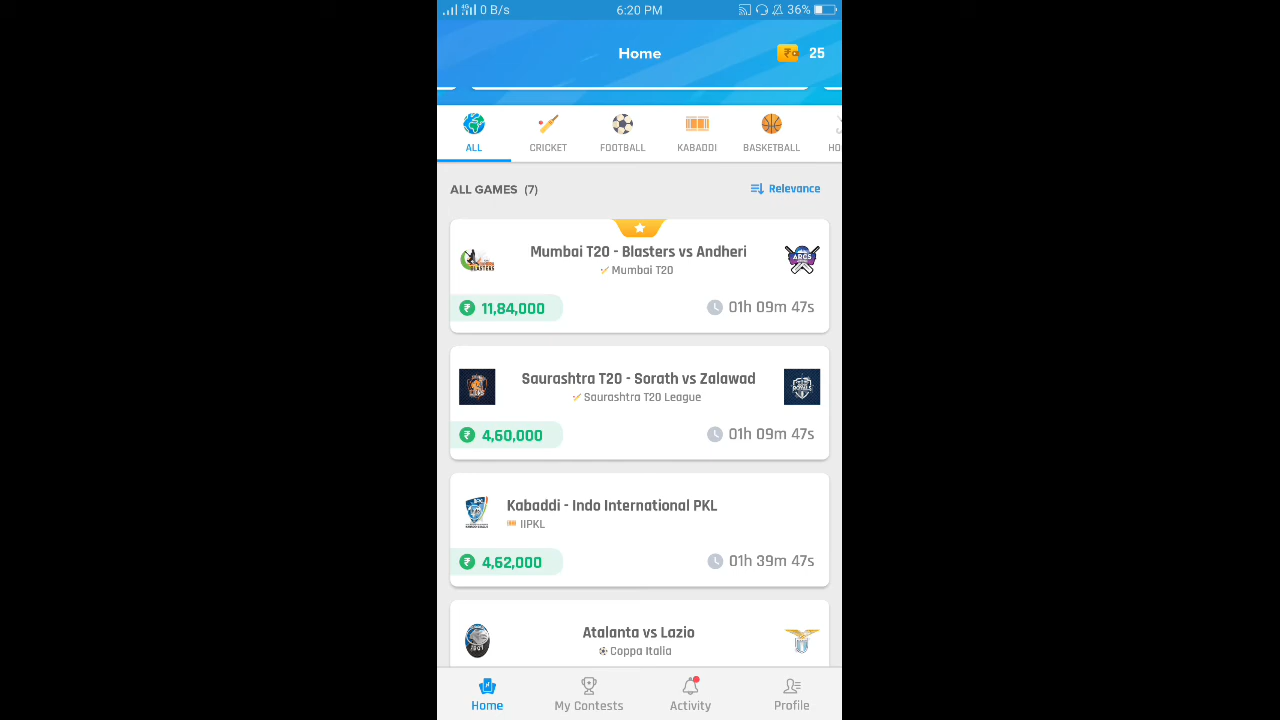 0 B/s 6:20 PM 36%
Home 25
ALL CRICKET FOOTBALL KABADDI BASKETBALL HO
ALL GAMES (7) Relevance
Mumbai T20 - Blasters vs Andheri
Mumbai T20
BLASTERS
ARCS
₹ 11,84,000 01h 09m 47s
Saurashtra T20 - Sorath vs Zalawad
Saurashtra T20 League
₹ 4,60,000 01h 09m 47s
Kabaddi - Indo International PKL
IIPKL
₹ 4,62,000 01h 39m 47s
Atalanta vs Lazio
Coppa Italia
Home My Contests Activity Profile